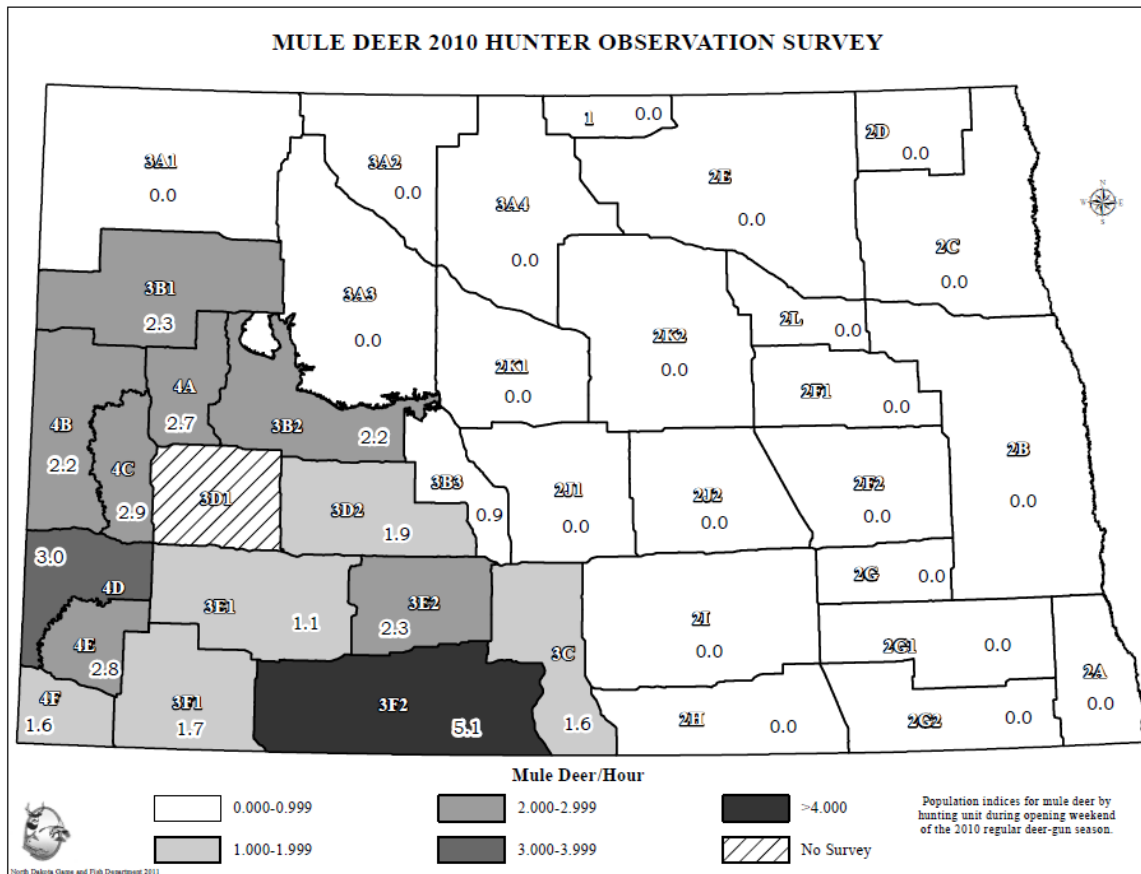 MULE DEER 2010 HUNTER OBSERVATION SURVEY
1 0.0
2D
0.0
3A1
0.0
3A2
0.0
3A4
0.0
2E
0.0
N
W E
S
2C
0.0
3B1
2.3
3A3
0.0
2K1
0.0
2K2
0.0
2L
0.0
2F1
0.0
4A
2.7
4B
2.2
4C
2.9
3B2
2.2
3D1
3D2
1.9
3B3
0.9
2J1
0.0
2J2
0.0
2F2
0.0
2B
0.0
3.0
4D
3E1
1.1
3E2
2.3
2G
0.0
4E
2.8
3C
1.6
2I
0.0
2G1
0.0
2A
0.0
4F
1.6
3F1
1.7
3F2
5.1
2H
0.0
2G2
0.0
Mule Deer/Hour
0.000-0.999
2.000-2.999
>4.000
1.000-1.999
3.000-3.999
No Survey
Population indices for mule deer by
hunting unit during opening weekend
of the 2010 regular deer-gun season.
North Dakota Game and Fish Department 2011